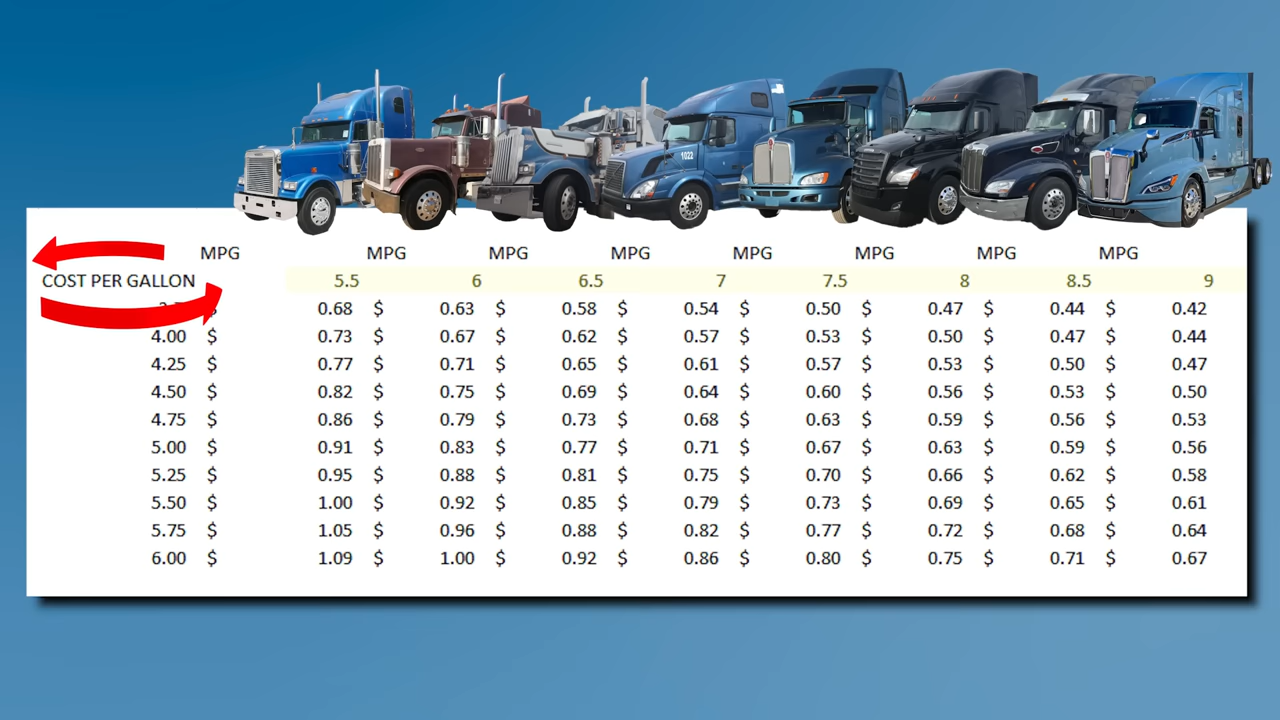 1022
MPG MPG MPG MPG MPG MPG MPG MPG
COST PER GALLON 5.5 6 6.5 7 7.5 8 8.5 9
$ 0.68 $ 0.63 $ 0.58 $ 0.54 $ 0.50 $ 0.47 $ 0.44 $ 0.42
4.00 $ 0.73 $ 0.67 $ 0.62 $ 0.57 $ 0.53 $ 0.50 $ 0.47 $ 0.44
4.25 $ 0.77 $ 0.71 $ 0.65 $ 0.61 $ 0.57 $ 0.53 $ 0.50 $ 0.47
4.50 $ 0.82 $ 0.75 $ 0.69 $ 0.64 $ 0.60 $ 0.56 $ 0.53 $ 0.50
4.75 $ 0.86 $ 0.79 $ 0.73 $ 0.68 $ 0.63 $ 0.59 $ 0.56 $ 0.53
5.00 $ 0.91 $ 0.83 $ 0.77 $ 0.71 $ 0.67 $ 0.63 $ 0.59 $ 0.56
5.25 $ 0.95 $ 0.88 $ 0.81 $ 0.75 $ 0.70 $ 0.66 $ 0.62 $ 0.58
5.50 $ 1.00 $ 0.92 $ 0.85 $ 0.79 $ 0.73 $ 0.69 $ 0.65 $ 0.61
5.75 $ 1.05 $ 0.96 $ 0.88 $ 0.82 $ 0.77 $ 0.72 $ 0.68 $ 0.64
6.00 $ 1.09 $ 1.00 $ 0.92 $ 0.86 $ 0.80 $ 0.75 $ 0.71 $ 0.67